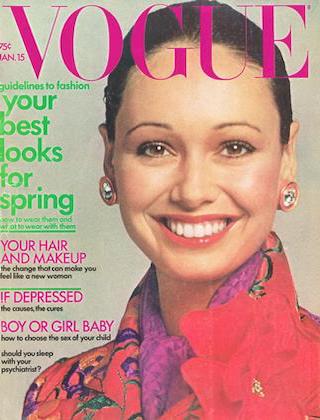 VOGUE
75¢
JAN.15
guidelines to fashion
your
best
looks
for
spring
how to wear them and
what to wear with them
YOUR HAIR
AND MAKEUP
the change that can make you
feel like a new woman
IF DEPRESSED
the causes, the cures
BOY OR GIRL BABY
how to choose the sex of your child
should you sleep
with your
psychiatrist?